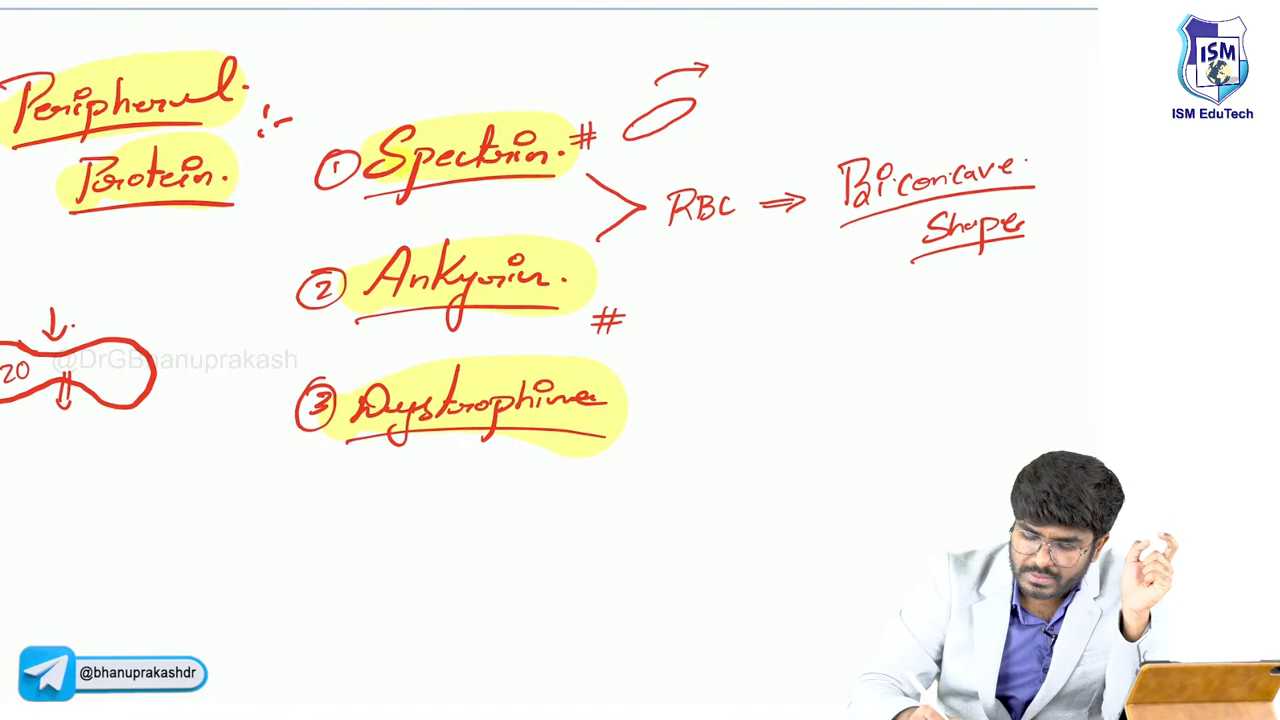 ISM
ISM EduTech
Peripheral :-
Protein.
① Spectrin. #
RBC ⇒ Biconcave
Shape
② Ankyrin.
#
③ Dystrophine
20
@DrGBhanuprakash
@bhanuprakashdr